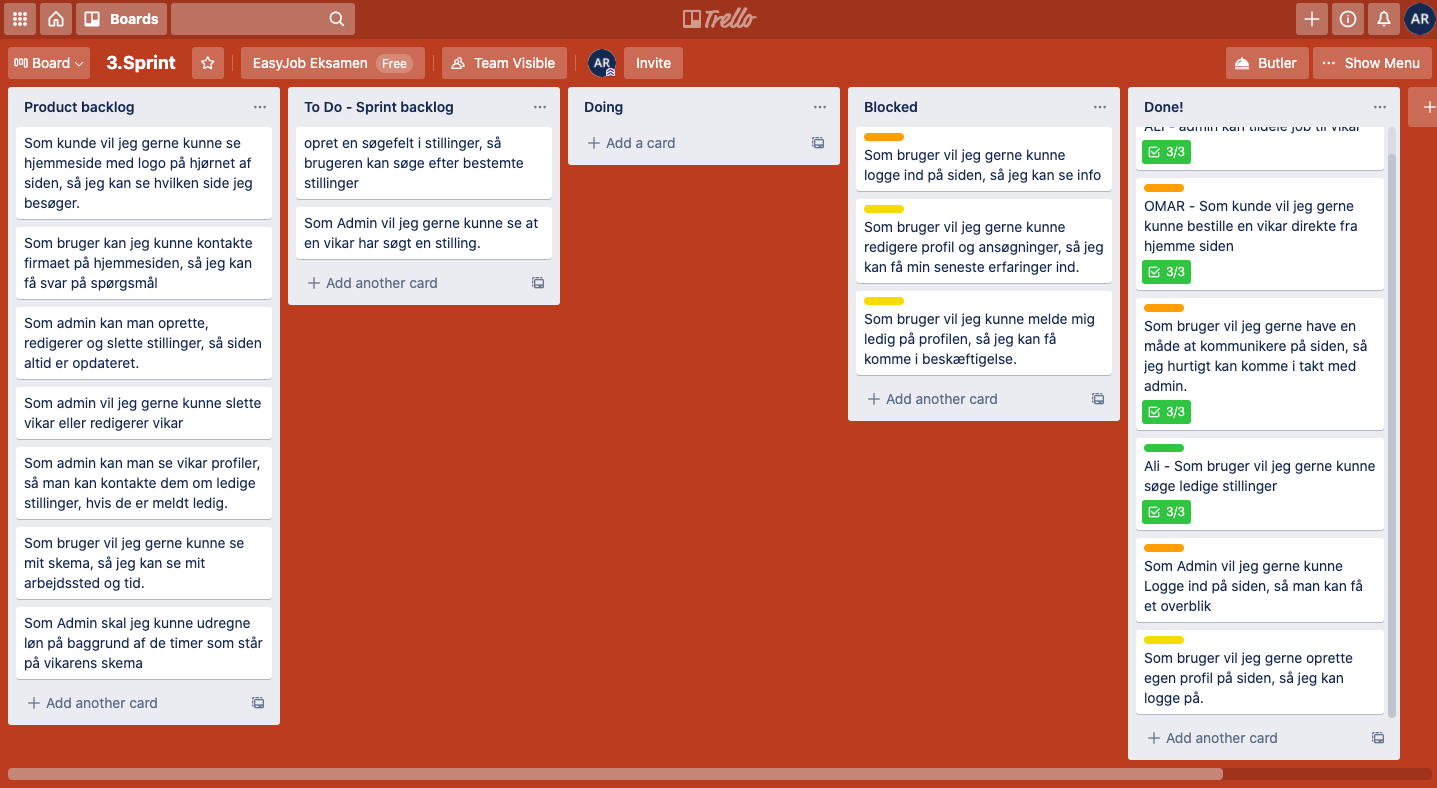 Boards
Trello
AR
Board
3.Sprint
EasyJob Eksamen
Free
Team Visible
AR
Invite
Butler
Show Menu
Product backlog
Som kunde vil jeg gerne kunne se
hjemmeside med logo på hjørnet af
siden, så jeg kan se hvilken side jeg
besøger.
Som bruger kan jeg kunne kontakte
firmaet på hjemmesiden, så jeg kan
få svar på spørgsmål
Som admin kan man oprette,
redigerer og slette stillinger, så siden
altid er opdateret.
Som admin vil jeg gerne kunne slette
vikar eller redigerer vikar
Som admin kan man se vikar profiler,
så man kan kontakte dem om ledige
stillinger, hvis de er meldt ledig.
Som bruger vil jeg gerne kunne se
mit skema, så jeg kan se mit
arbejdssted og tid.
Som Admin skal jeg kunne udregne
løn på baggrund af de timer som står
på vikarens skema
Add another card
To Do - Sprint backlog
opret en søgefelt i stillinger, så
brugeren kan søge efter bestemte
stillinger
Som Admin vil jeg gerne kunne se at
en vikar har søgt en stilling.
Add another card
Doing
Add a card
Blocked
Som bruger vil jeg gerne kunne
logge ind på siden, så jeg kan se info
Som bruger vil jeg gerne kunne
redigere profil og ansøgninger, så jeg
kan få min seneste erfaringer ind.
Som bruger vil jeg kunne melde mig
ledig på profilen, så jeg kan få
komme i beskæftigelse.
Add another card
Done!
ALI - admin kan tildele job til vikar
3/3
OMAR - Som kunde vil jeg gerne
kunne bestille en vikar direkte fra
hjemme siden
3/3
Som bruger vil jeg gerne have en
måde at kommunikere på siden, så
jeg hurtigt kan komme i takt med
admin.
3/3
Ali - Som bruger vil jeg gerne kunne
søge ledige stillinger
3/3
Som Admin vil jeg gerne kunne
Logge ind på siden, så man kan få
et overblik
Som bruger vil jeg gerne oprette
egen profil på siden, så jeg kan
logge på.
Add another card